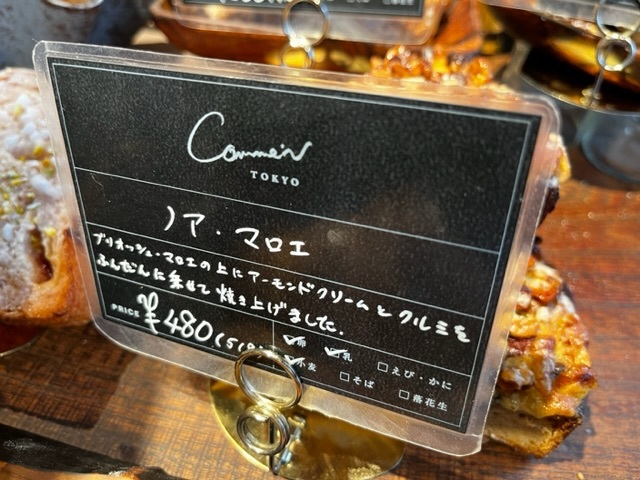 Comme'N
TOKYO
ノア・マロエ
ブリオッシュ・マロエの上にアーモンドクリームとクルミを
ふんだんに乗せて焼き上げました.
PRICE ¥480
卵 乳 えび・かに
小麦 そば 落花生